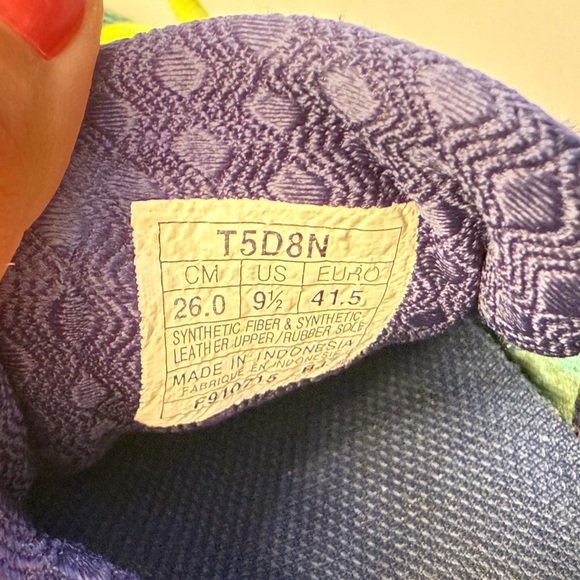 T5D8N
CM US EURO
26.0 9½ 41.5
SYNTHETIC FIBER & SYNTHETIC
LEATHER UPPER/RUBBER SOLE
MADE IN INDONESIA
FABRIQUE EN INDONESIE
F910715